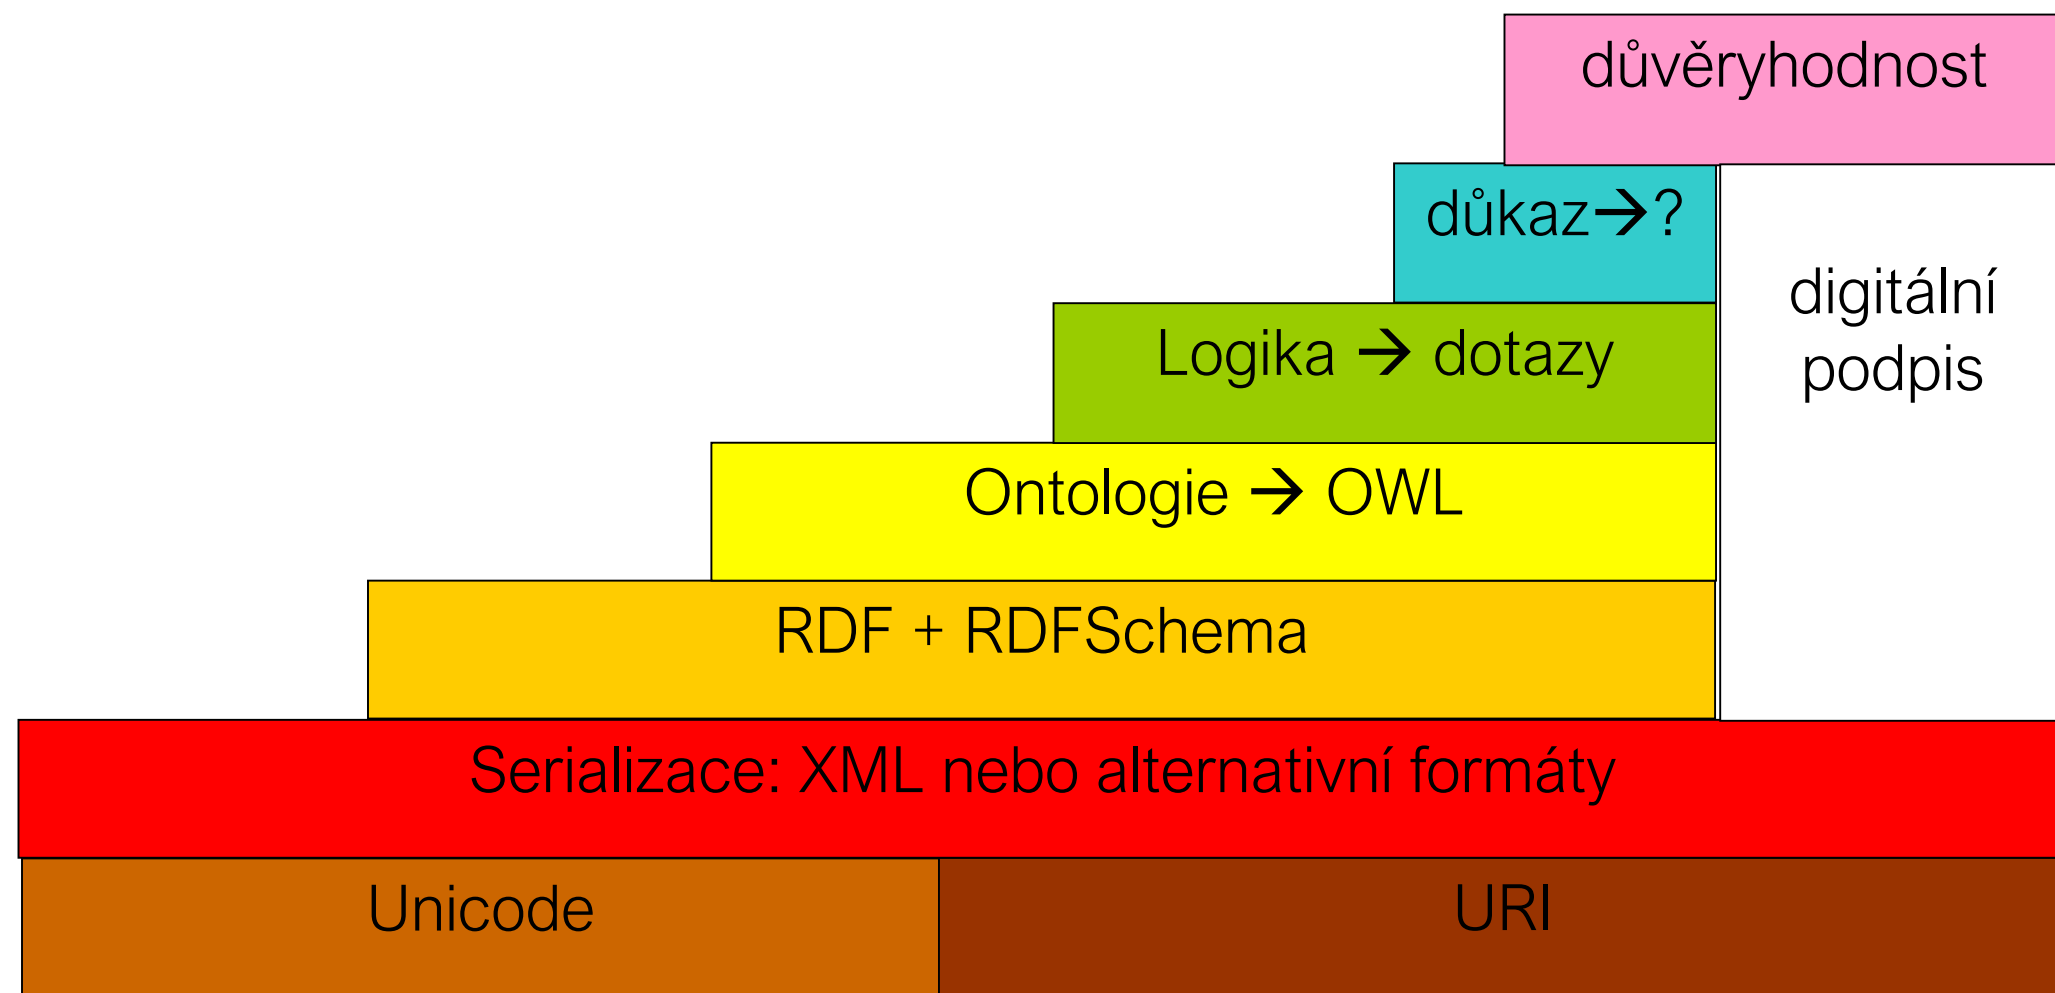 důvěryhodnost
důkaz→?
digitální
podpis
Logika → dotazy
Ontologie → OWL
RDF + RDFSchema
Serializace: XML nebo alternativní formáty
Unicode
URI